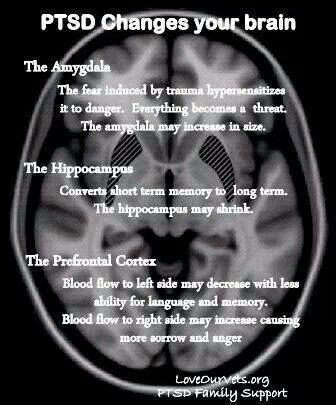 PTSD Changes your brain
The Amygdala
The fear induced by trauma hypersensitizes
it to danger. Everything becomes a threat.
The amygdala may increase in size.
The Hippocampus
Converts short term memory to long term.
The hippocampus may shrink.
The Prefrontal Cortex
Blood flow to left side may decrease with less
ability for language and memory.
Blood flow to right side may increase causing
more sorrow and anger
LoveOurVets.org
PTSD Family Support